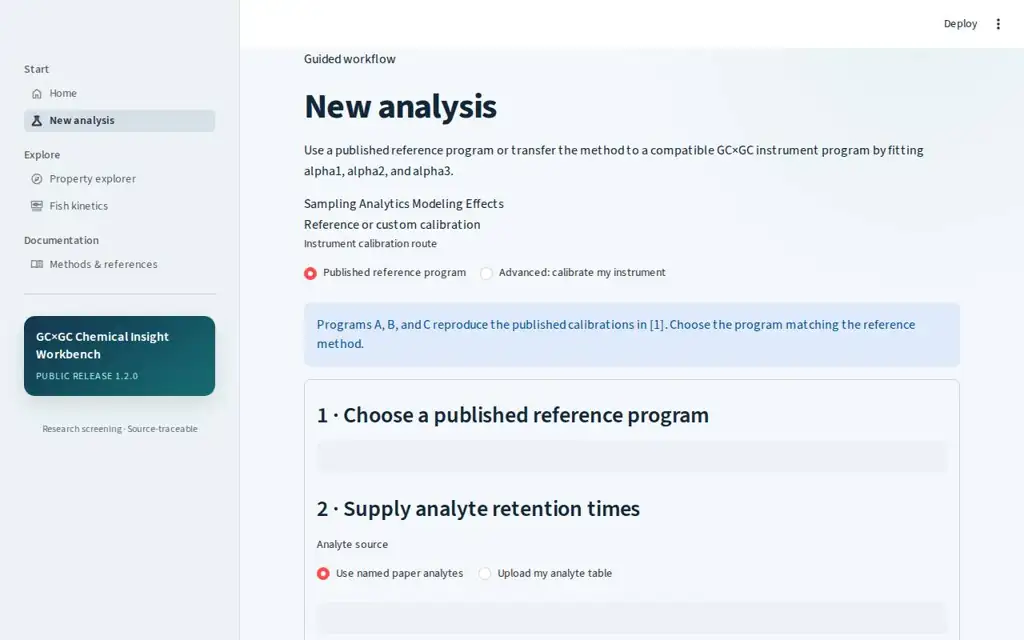 Deploy
Start
Home
New analysis
Explore
Property explorer
Fish kinetics
Documentation
Methods & references
GC×GC Chemical Insight
Workbench
PUBLIC RELEASE 1.2.0
Research screening · Source-traceable
Guided workflow
New analysis
Use a published reference program or transfer the method to a compatible GC×GC instrument program by fitting
alpha1, alpha2, and alpha3.
Sampling Analytics Modeling Effects
Reference or custom calibration
Instrument calibration route
Published reference program
Advanced: calibrate my instrument
Programs A, B, and C reproduce the published calibrations in [1]. Choose the program matching the reference
method.
1 · Choose a published reference program
2 · Supply analyte retention times
Analyte source
Use named paper analytes
Upload my analyte table